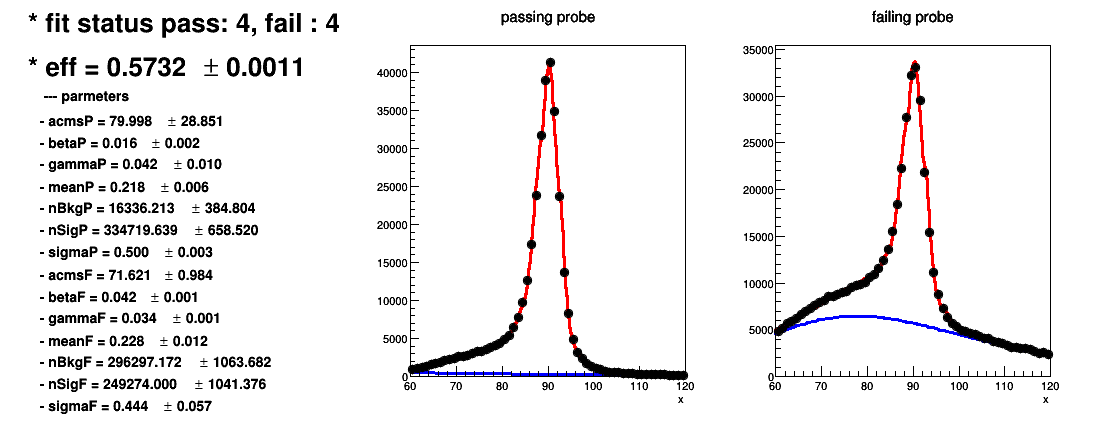 * fit status pass: 4, fail : 4
* eff = 0.5732 ± 0.0011
--- parmeters
- acmsP = 79.998 ± 28.851
- betaP = 0.016 ± 0.002
- gammaP = 0.042 ± 0.010
- meanP = 0.218 ± 0.006
- nBkgP = 16336.213 ± 384.804
- nSigP = 334719.639 ± 658.520
- sigmaP = 0.500 ± 0.003
- acmsF = 71.621 ± 0.984
- betaF = 0.042 ± 0.001
- gammaF = 0.034 ± 0.001
- meanF = 0.228 ± 0.012
- nBkgF = 296297.172 ± 1063.682
- nSigF = 249274.000 ± 1041.376
- sigmaF = 0.444 ± 0.057
passing probe
40000
35000
30000
25000
20000
15000
10000
5000
0
60 70 80 90 100 110 120
x
failing probe
35000
30000
25000
20000
15000
10000
5000
0
60 70 80 90 100 110 120
x